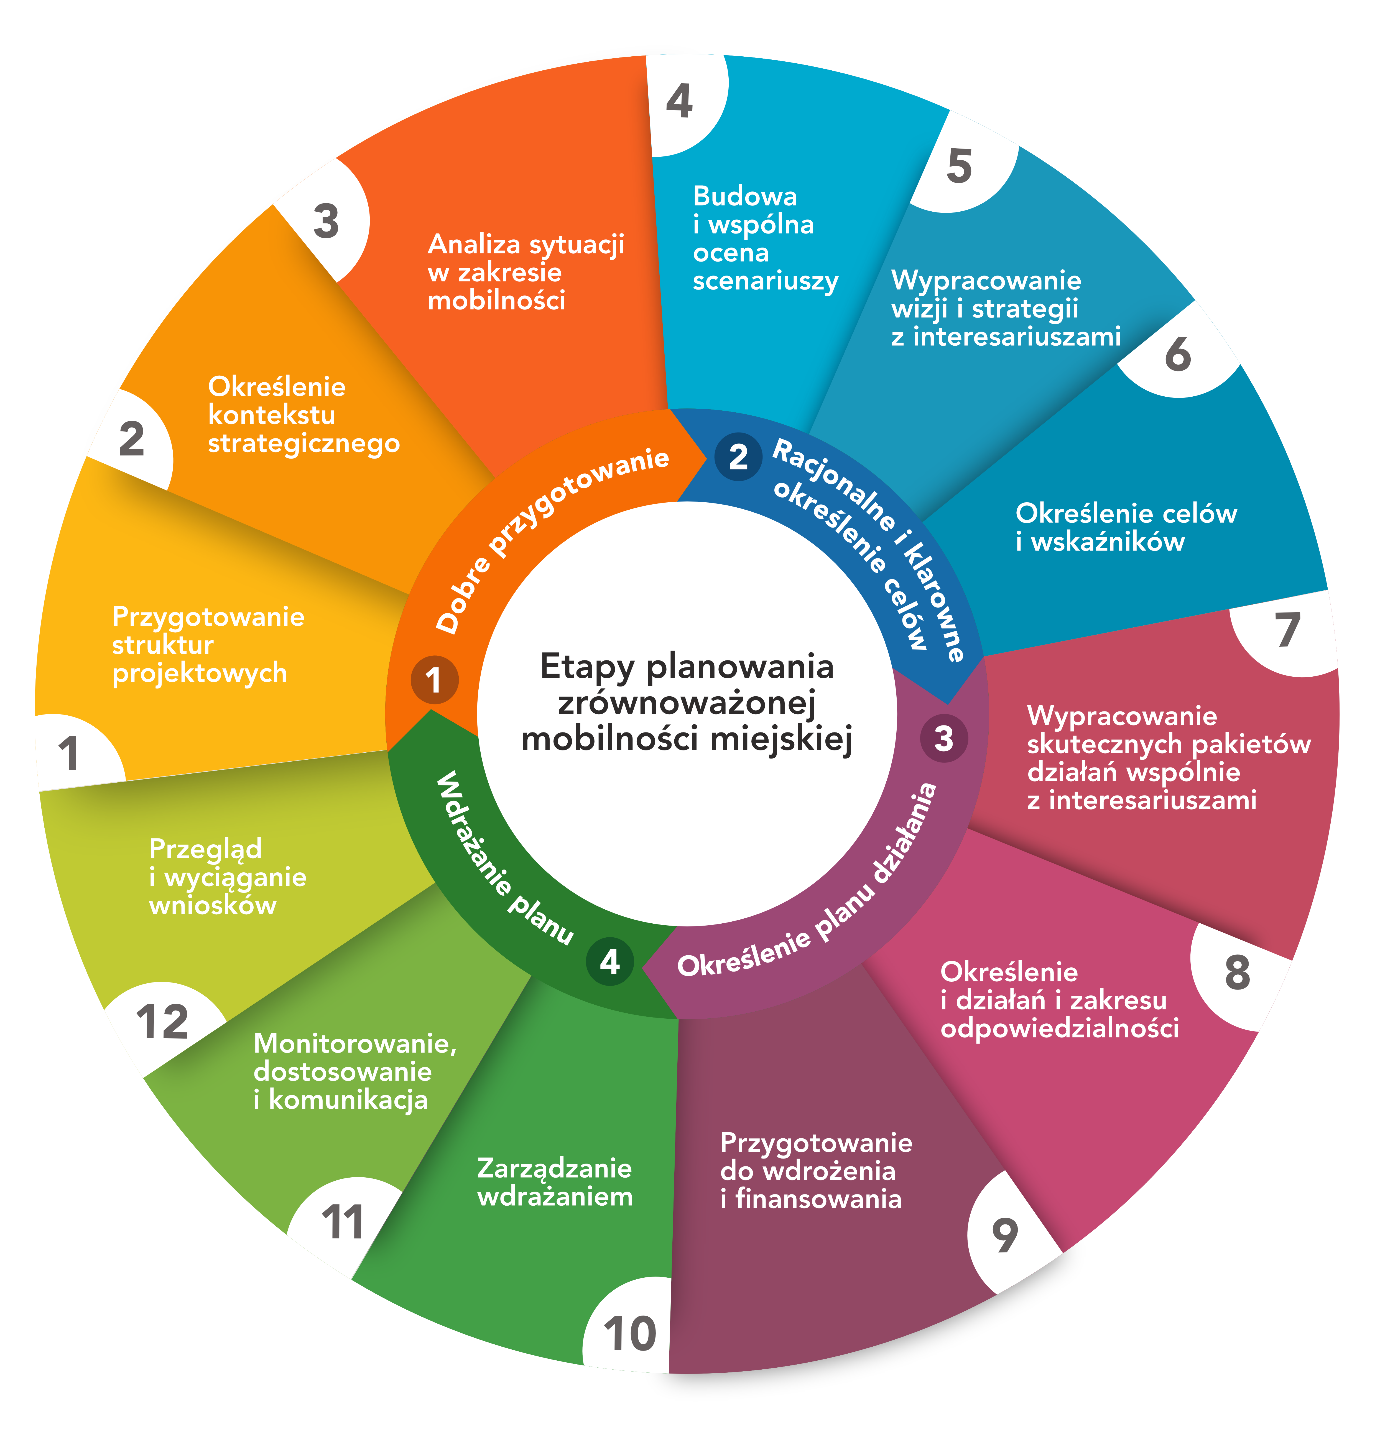 Etapy planowania
zrównoważonej
mobilności miejskiej
1
Dobre przygotowanie
2
Racjonalne i klarowne
określenie celów
3
Określenie planu działania
4
Wdrażanie planu
1
Przygotowanie
struktur
projektowych
2
Określenie
kontekstu
strategicznego
3
Analiza sytuacji
w zakresie
mobilności
4
Budowa
i wspólna
ocena
scenariuszy
5
Wypracowanie
wizji i strategii
z interesariuszami
6
Określenie celów
i wskaźników
7
Wypracowanie
skutecznych pakietów
działań wspólnie
z interesariuszami
8
Określenie
i działań i zakresu
odpowiedzialności
9
Przygotowanie
do wdrożenia
i finansowania
10
Zarządzanie
wdrażaniem
11
Monitorowanie,
dostosowanie
i komunikacja
12
Przegląd
i wyciąganie
wniosków